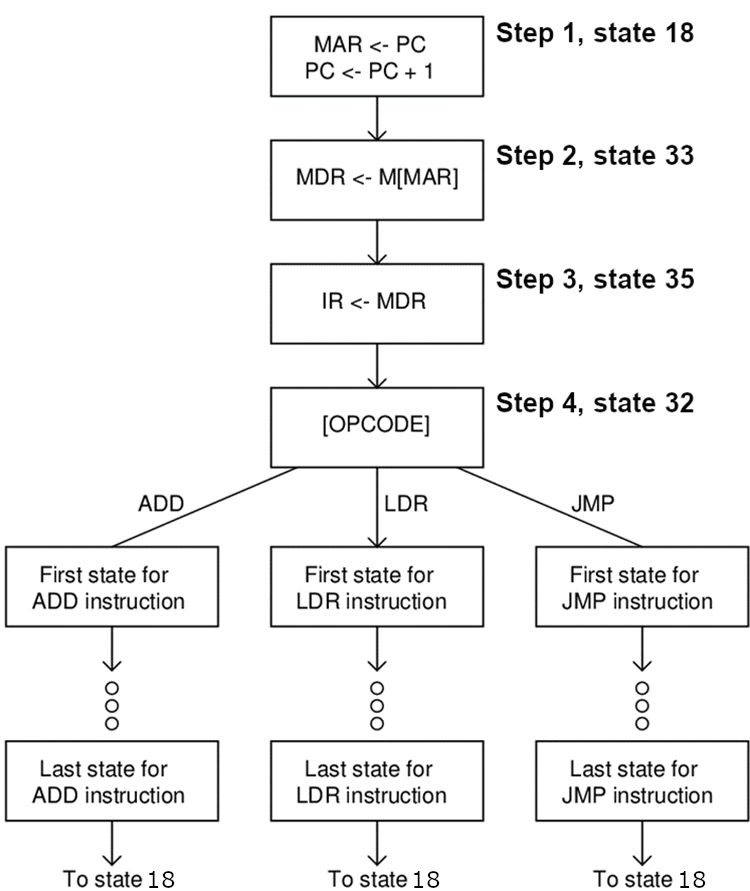 MAR <- PC
PC <- PC + 1
Step 1, state 18
MDR <- M[MAR]
Step 2, state 33
IR <- MDR
Step 3, state 35
[OPCODE]
Step 4, state 32
ADD
LDR
JMP
First state for
ADD instruction
First state for
LDR instruction
First state for
JMP instruction
Last state for
ADD instruction
Last state for
LDR instruction
Last state for
JMP instruction
To state 18
To state 18
To state 18